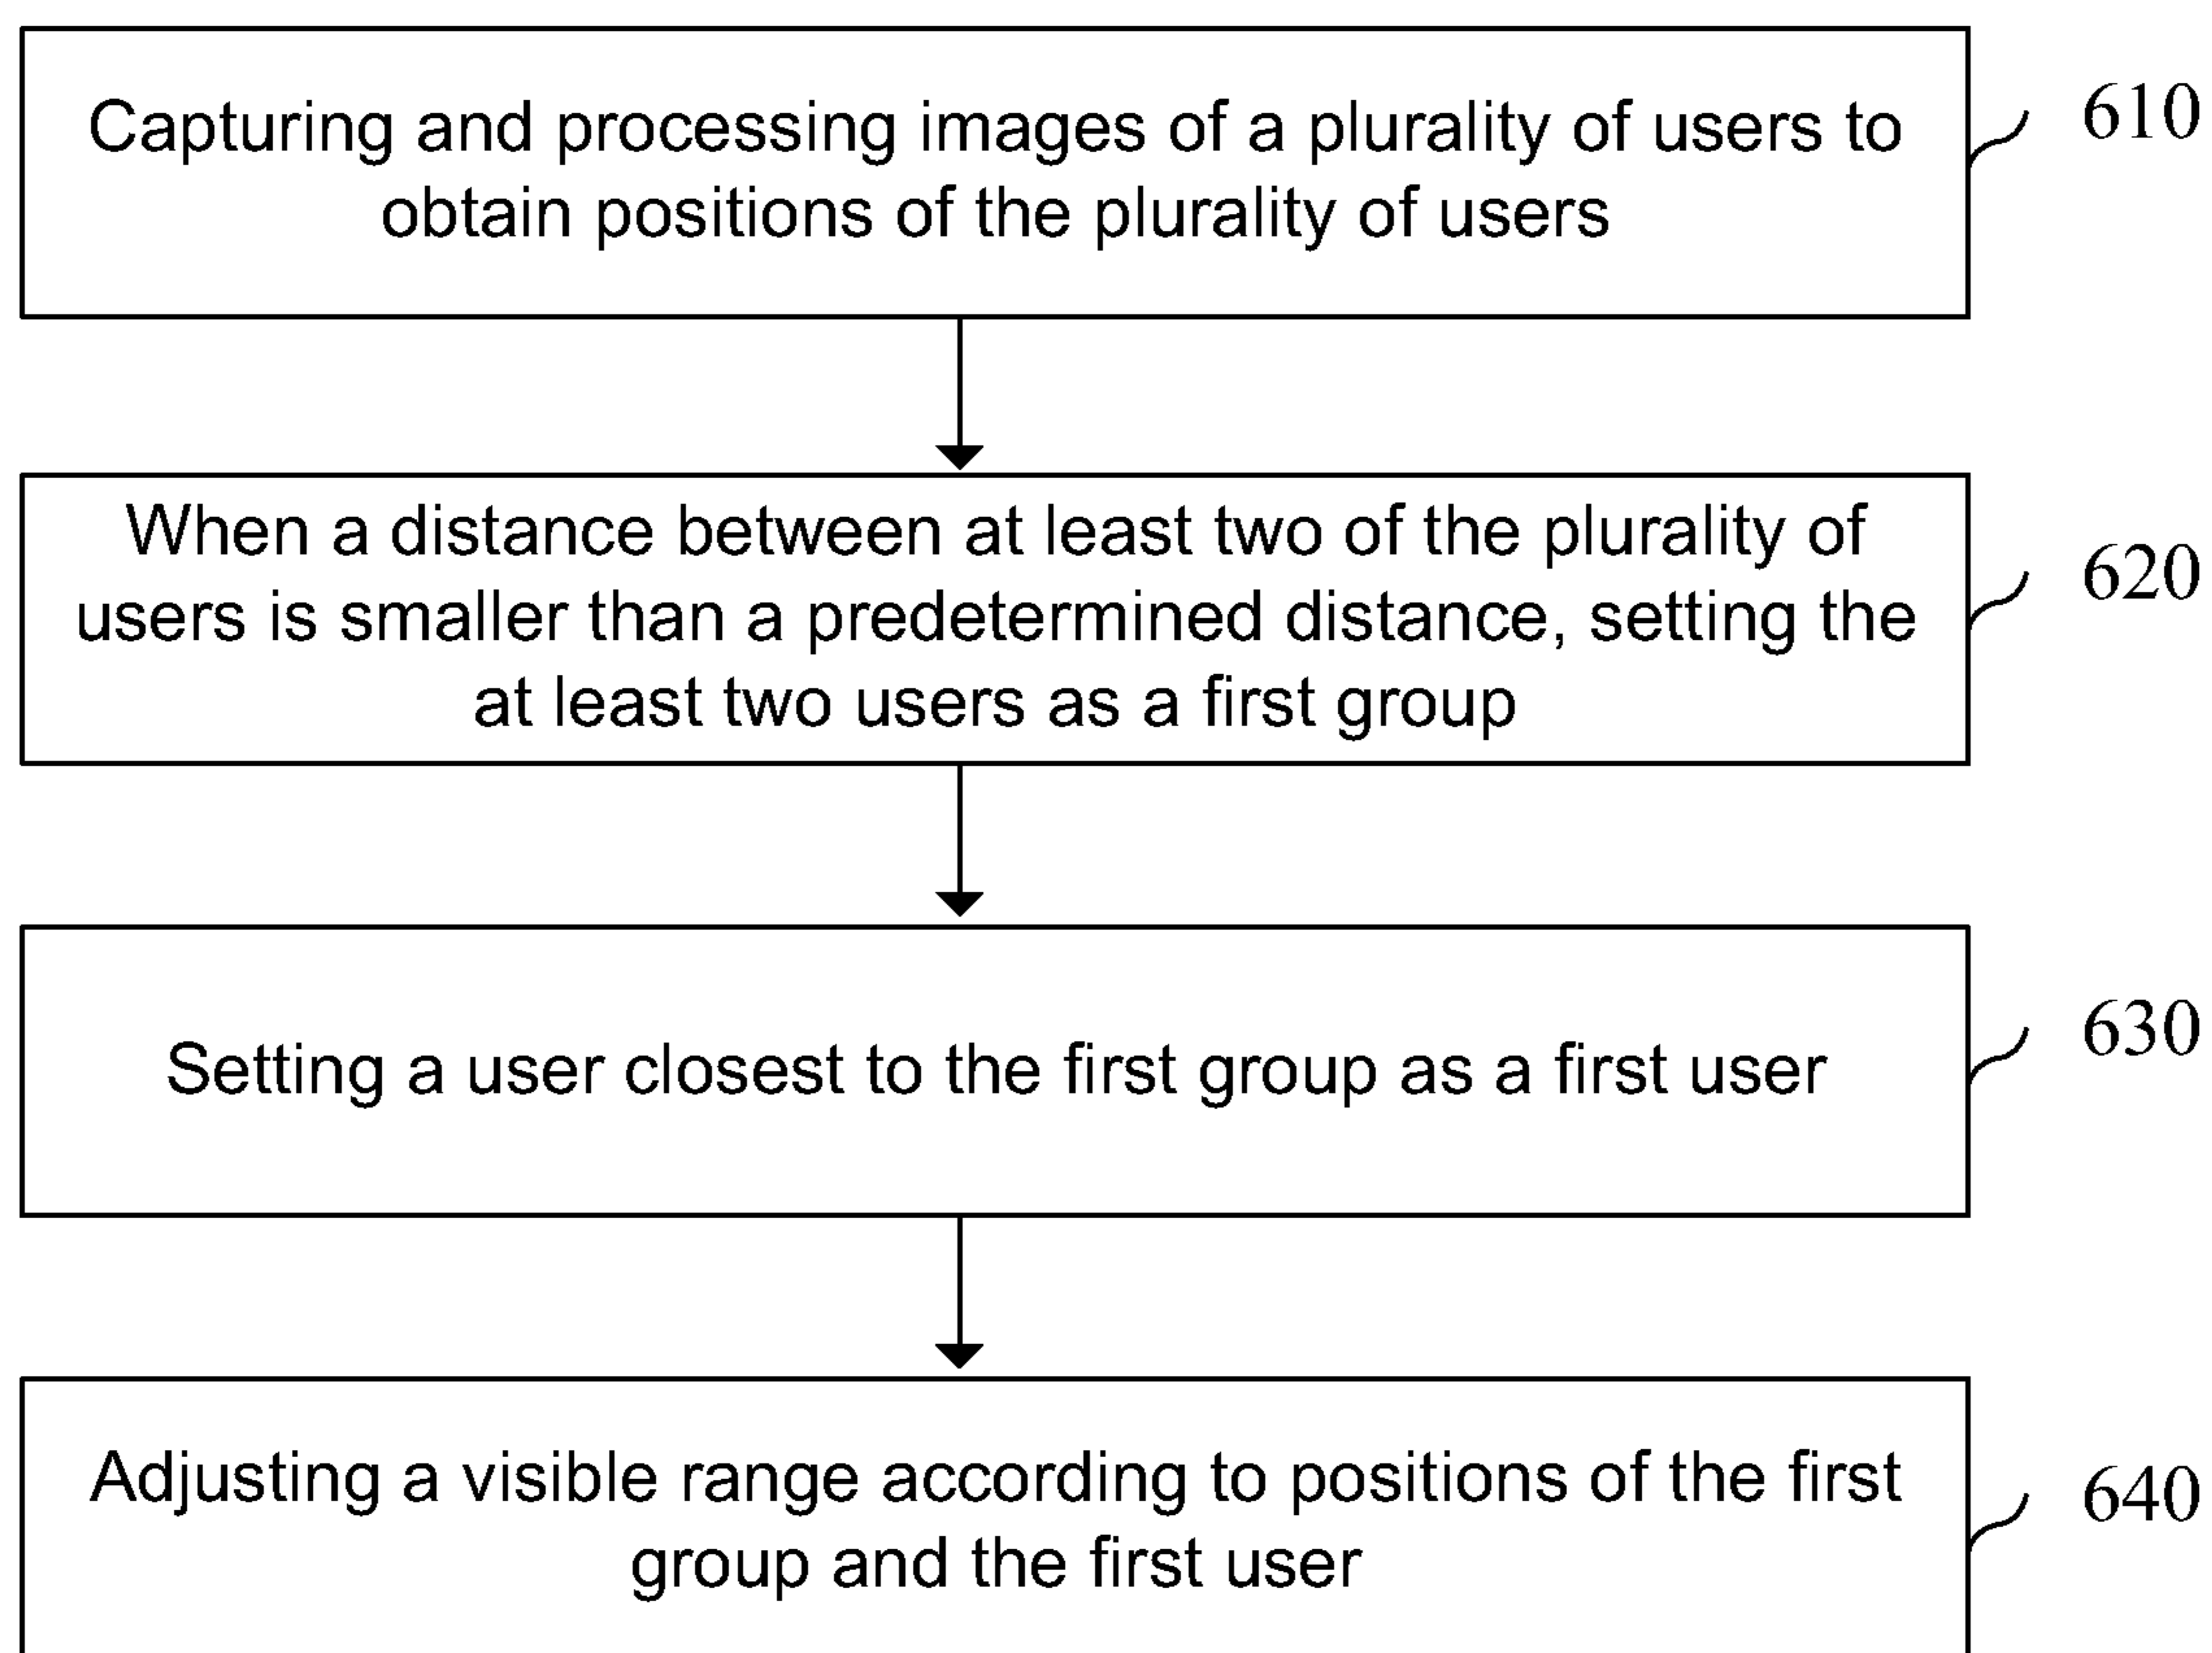 Capturing and processing images of a plurality of users to
obtain positions of the plurality of users
610
When a distance between at least two of the plurality of
users is smaller than a predetermined distance, setting the
at least two users as a first group
620
Setting a user closest to the first group as a first user
630
Adjusting a visible range according to positions of the first
group and the first user
640